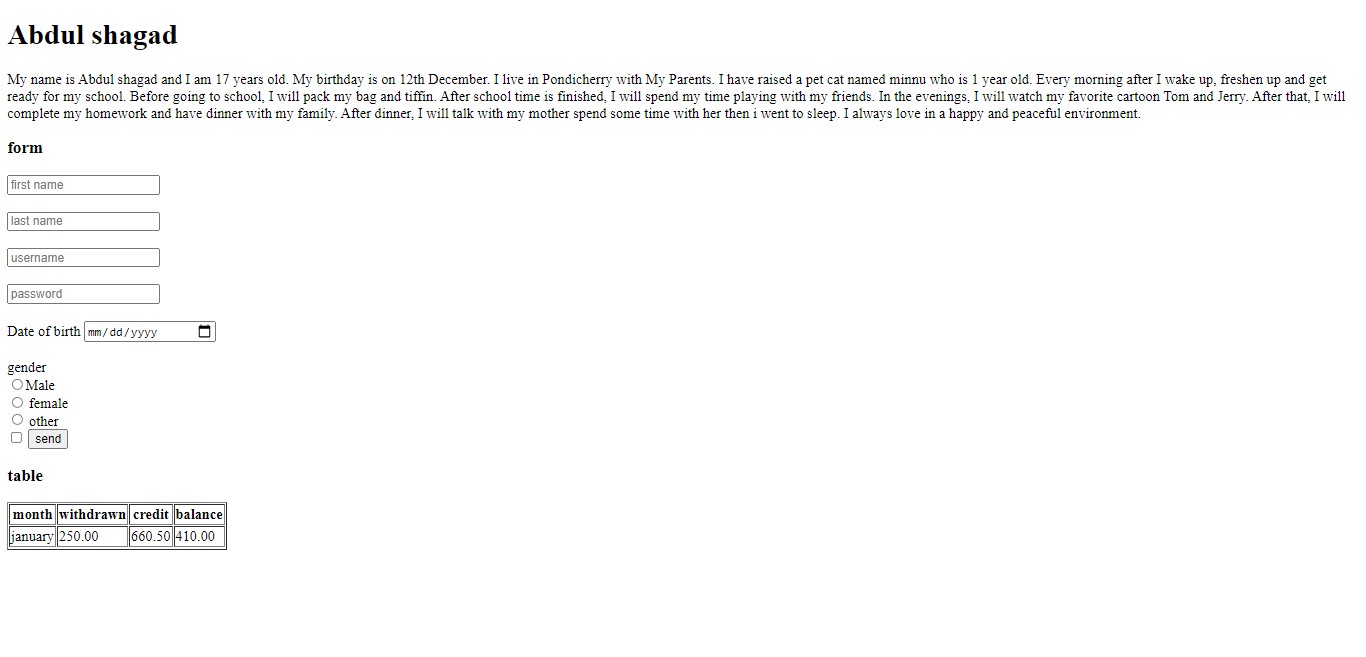 Abdul shagad
My name is Abdul shagad and I am 17 years old. My birthday is on 12th December. I live in Pondicherry with My Parents. I have raised a pet cat named minnu who is 1 year old. Every morning after I wake up, freshen up and get
ready for my school. Before going to school, I will pack my bag and tiffin. After school time is finished, I will spend my time playing with my friends. In the evenings, I will watch my favorite cartoon Tom and Jerry. After that, I will
complete my homework and have dinner with my family. After dinner, I will talk with my mother spend some time with her then i went to sleep. I always love in a happy and peaceful environment.
form
first name
last name
username
password
Date of birth mm/dd/yyyy
gender
Male
female
other
send
table
month withdrawn credit balance
january 250.00 660.50 410.00